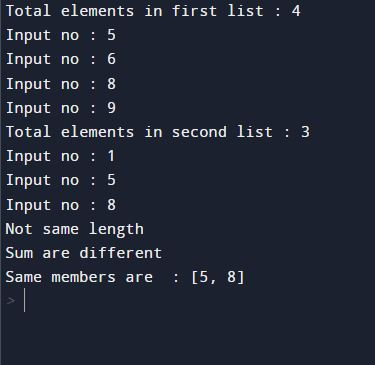 Total elements in first list : 4
Input no : 5
Input no : 6
Input no : 8
Input no : 9
Total elements in second list : 3
Input no : 1
Input no : 5
Input no : 8
Not same length
Sum are different
Same members are  : [5, 8]
>